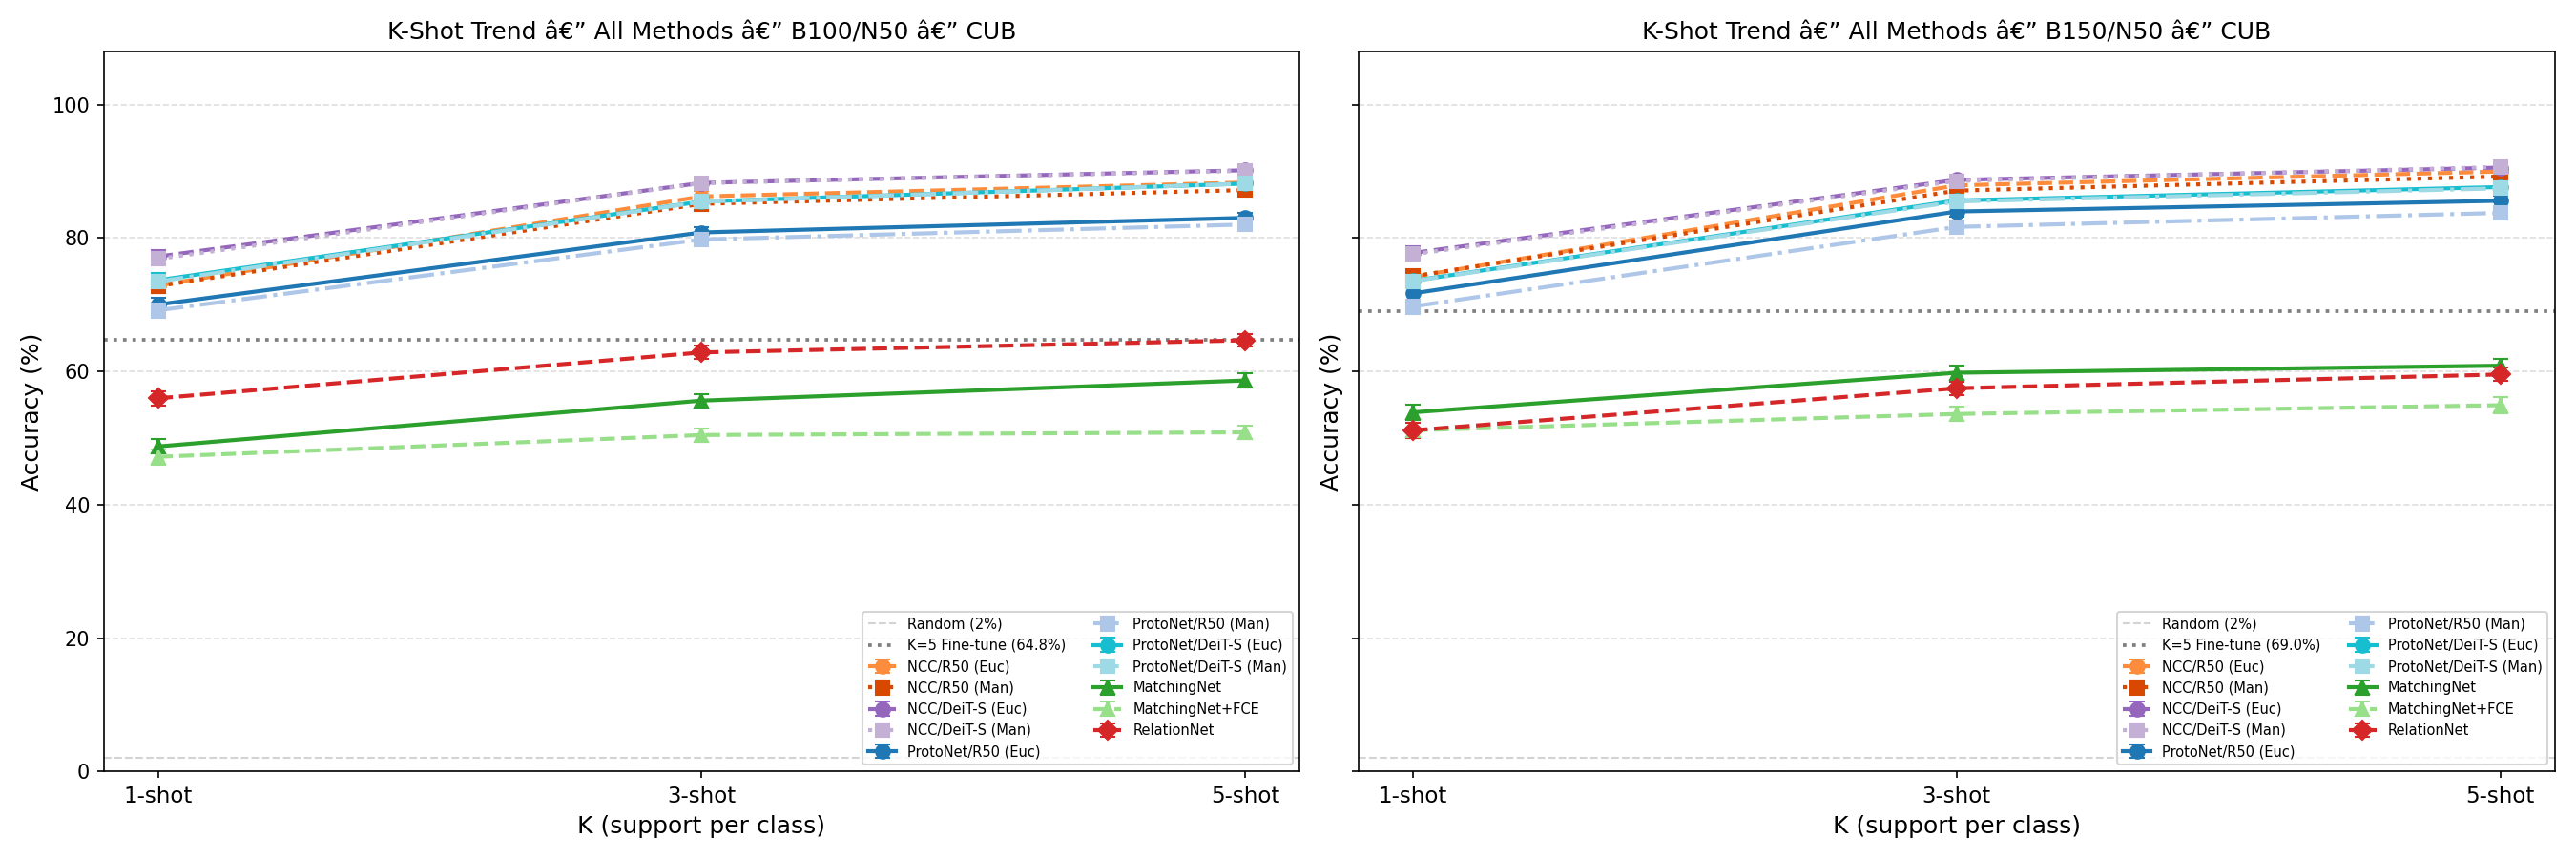 K-Shot Trend â€” All Methods â€” B100/N50 â€” CUB
Accuracy (%)
100
80
60
40
20
0
1-shot
3-shot
5-shot
K (support per class)
Random (2%)
K=5 Fine-tune (64.8%)
NCC/R50 (Euc)
NCC/R50 (Man)
NCC/DeiT-S (Euc)
NCC/DeiT-S (Man)
ProtoNet/R50 (Euc)
ProtoNet/R50 (Man)
ProtoNet/DeiT-S (Euc)
ProtoNet/DeiT-S (Man)
MatchingNet
MatchingNet+FCE
RelationNet
K-Shot Trend â€” All Methods â€” B150/N50 â€” CUB
Accuracy (%)
1-shot
3-shot
5-shot
K (support per class)
Random (2%)
K=5 Fine-tune (69.0%)
NCC/R50 (Euc)
NCC/R50 (Man)
NCC/DeiT-S (Euc)
NCC/DeiT-S (Man)
ProtoNet/R50 (Euc)
ProtoNet/R50 (Man)
ProtoNet/DeiT-S (Euc)
ProtoNet/DeiT-S (Man)
MatchingNet
MatchingNet+FCE
RelationNet